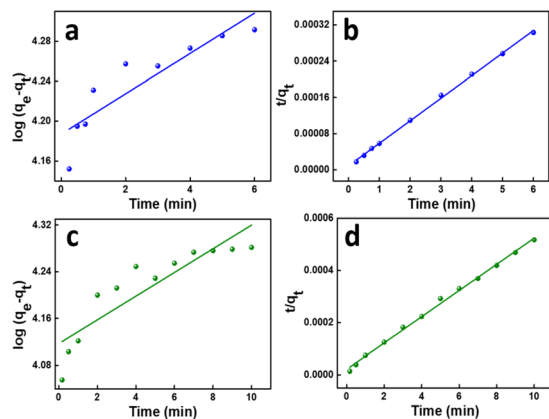 a
4.28
4.24
4.20
4.16
log (qe-qt)
0 2 4 6
Time (min)
b
0.00032
0.00024
0.00016
0.00008
0.00000
t/qt
0 1 2 3 4 5 6
Time (min)
c
4.32
4.24
4.16
4.08
log (qe-qt)
0 2 4 6 8 10
Time (min)
d
0.0006
0.0004
0.0002
0.0000
t/qt
0 2 4 6 8 10
Time (min)